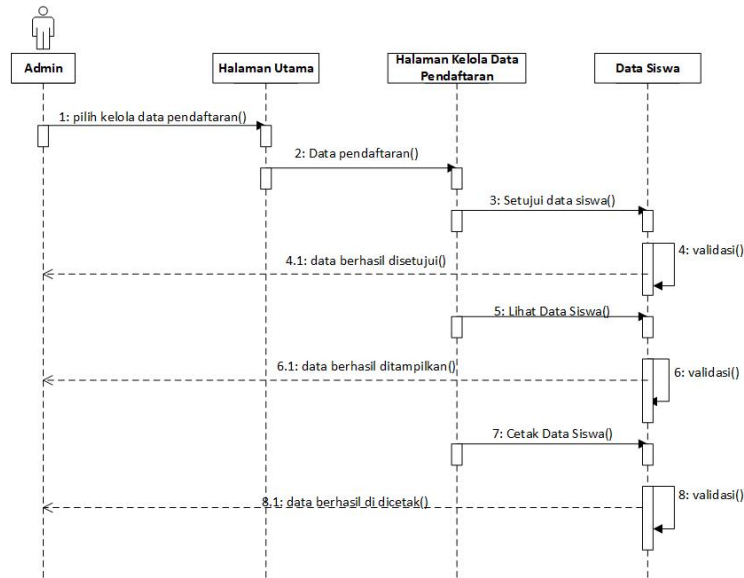 Admin
Halaman Utama
Halaman Kelola Data
Pendaftaran
Data Siswa
1: pilih kelola data pendaftaran()
2: Data pendaftaran()
3: Setujui data siswa()
4: validasi()
4.1: data berhasil disetujui()
5: Lihat Data Siswa()
6.1: data berhasil ditampilkan()
6: validasi()
7: Cetak Data Siswa()
8.1: data berhasil di dicetak()
8: validasi()